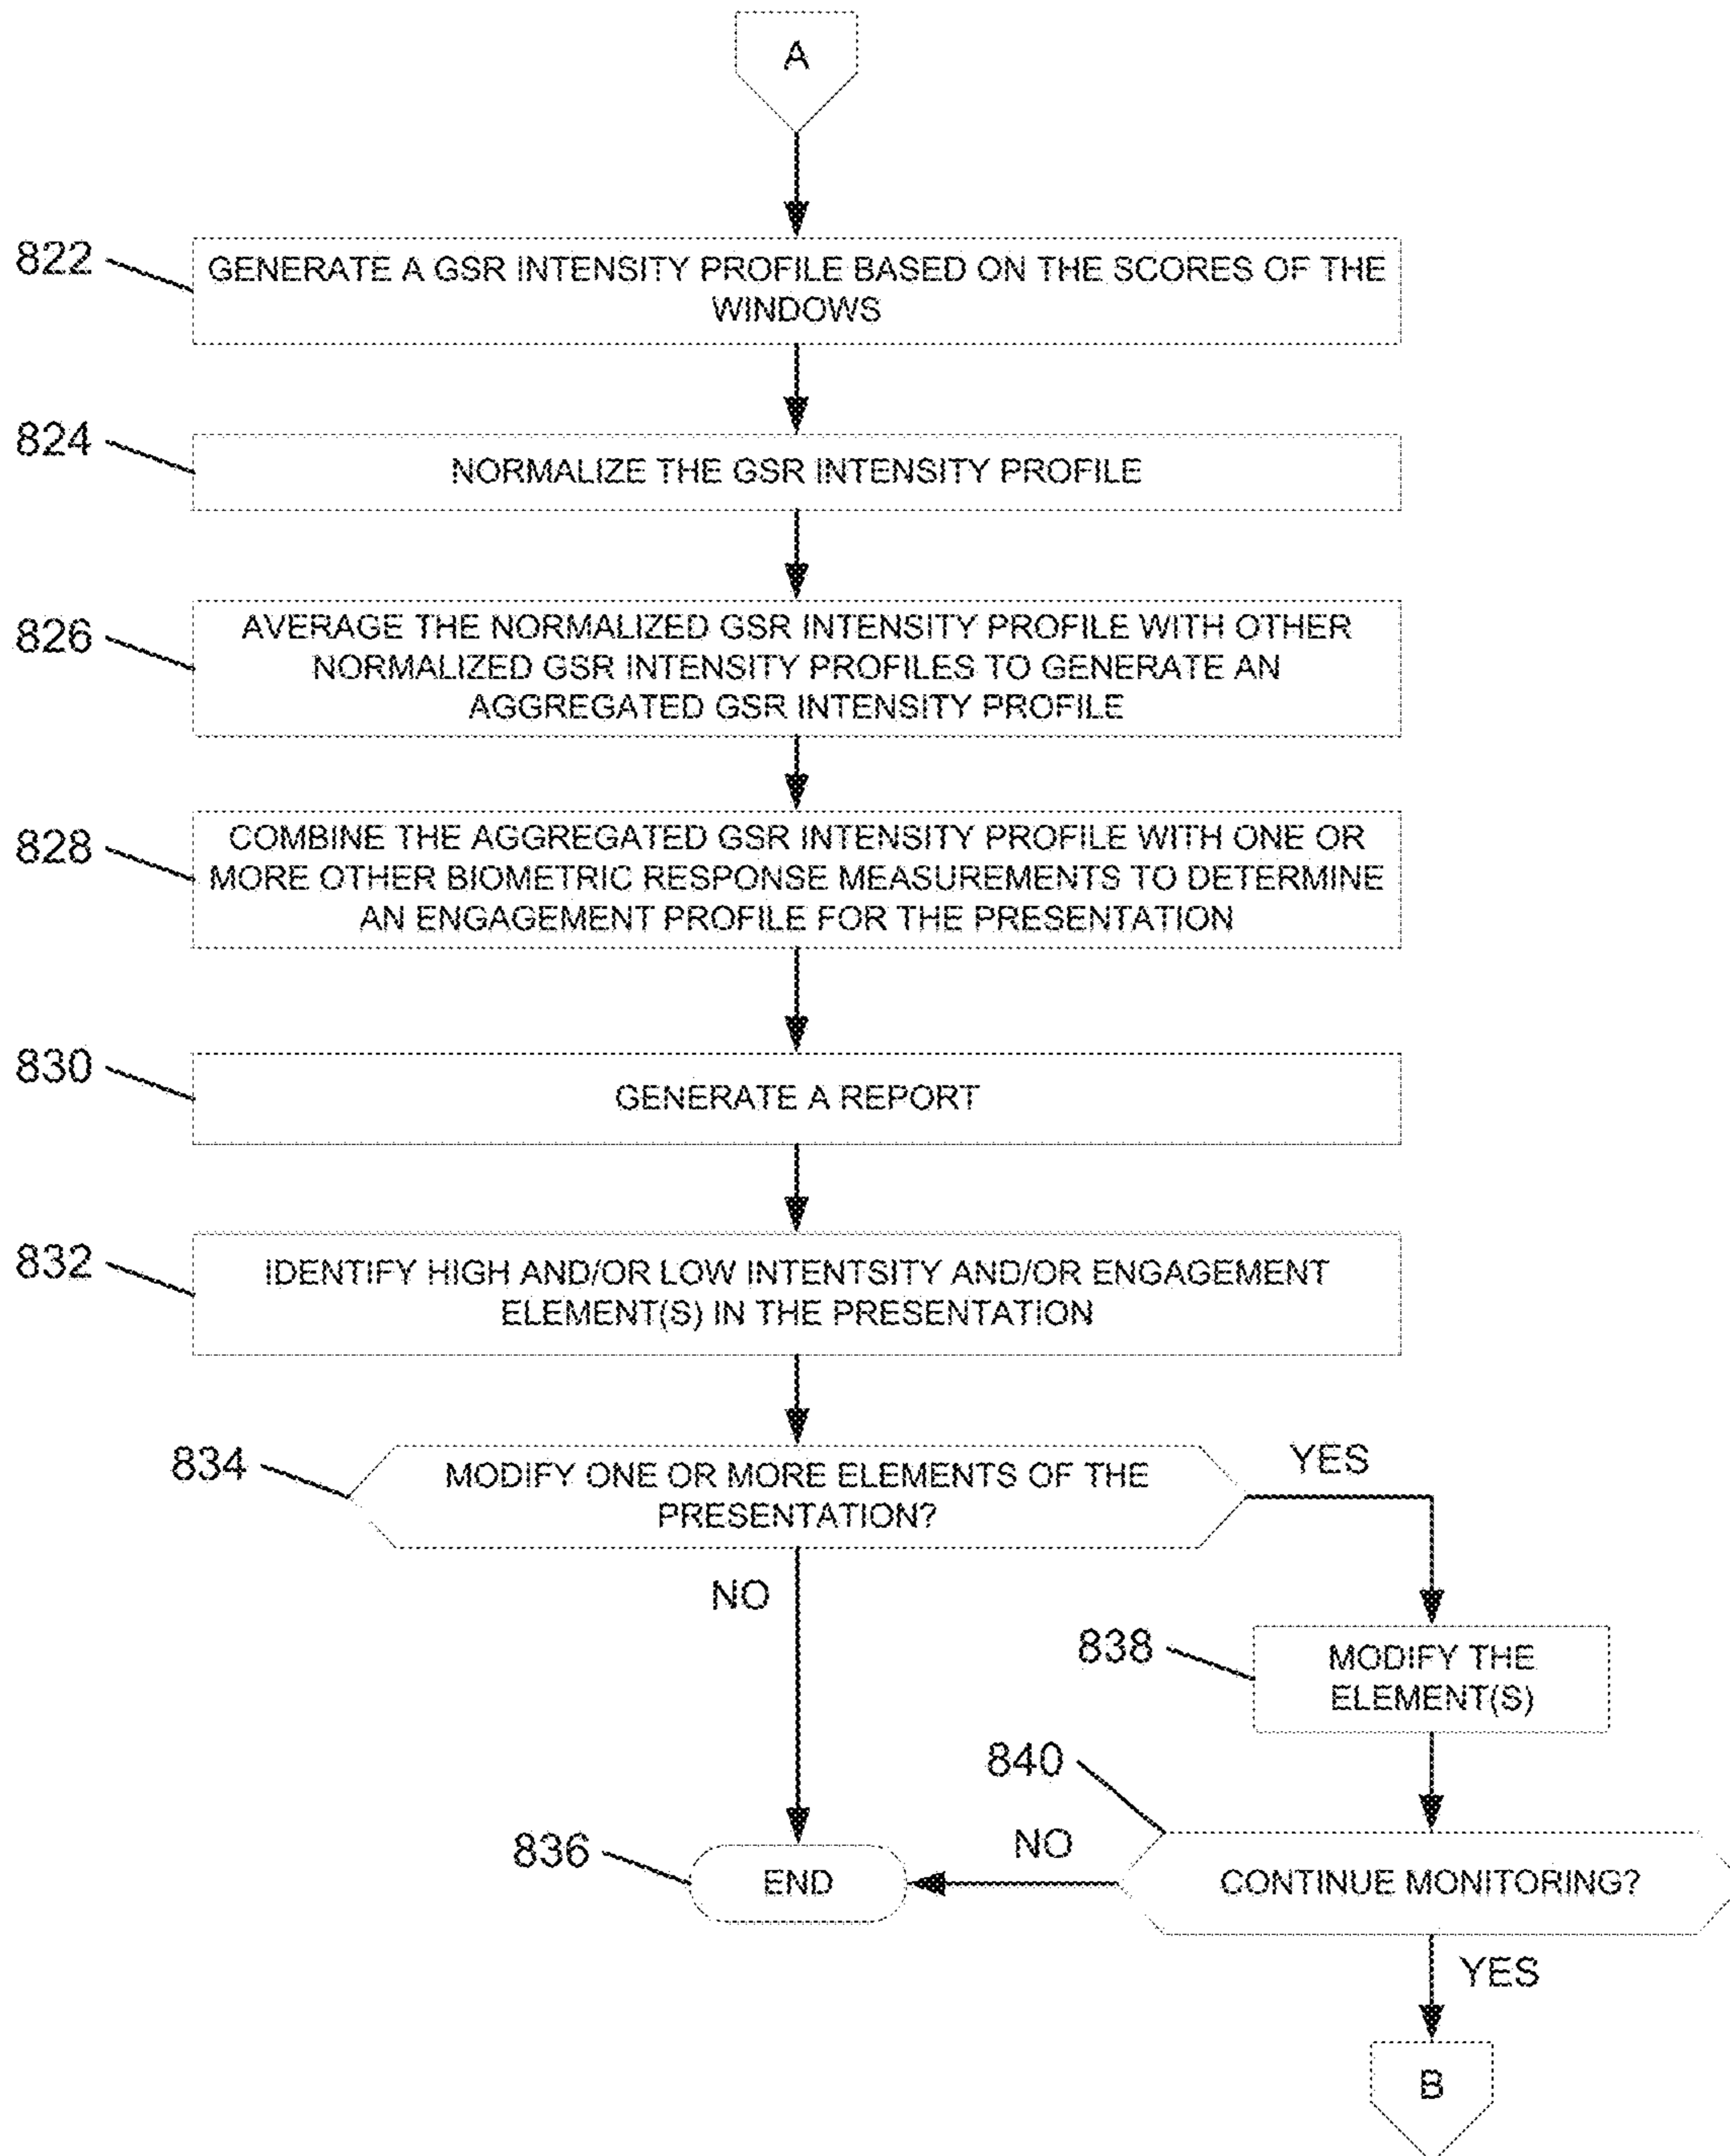 A
822
GENERATE A GSR INTENSITY PROFILE BASED ON THE SCORES OF THE
WINDOWS
824
NORMALIZE THE GSR INTENSITY PROFILE
826
AVERAGE THE NORMALIZED GSR INTENSITY PROFILE WITH OTHER
NORMALIZED GSR INTENSITY PROFILES TO GENERATE AN
AGGREGATED GSR INTENSITY PROFILE
828
COMBINE THE AGGREGATED GSR INTENSITY PROFILE WITH ONE OR
MORE OTHER BIOMETRIC RESPONSE MEASUREMENTS TO DETERMINE
AN ENGAGEMENT PROFILE FOR THE PRESENTATION
830
GENERATE A REPORT
832
IDENTIFY HIGH AND/OR LOW INTENTSITY AND/OR ENGAGEMENT
ELEMENT(S) IN THE PRESENTATION
834
MODIFY ONE OR MORE ELEMENTS OF THE
PRESENTATION?
YES
NO
838
MODIFY THE
ELEMENT(S)
840
836
END
NO
CONTINUE MONITORING?
YES
B